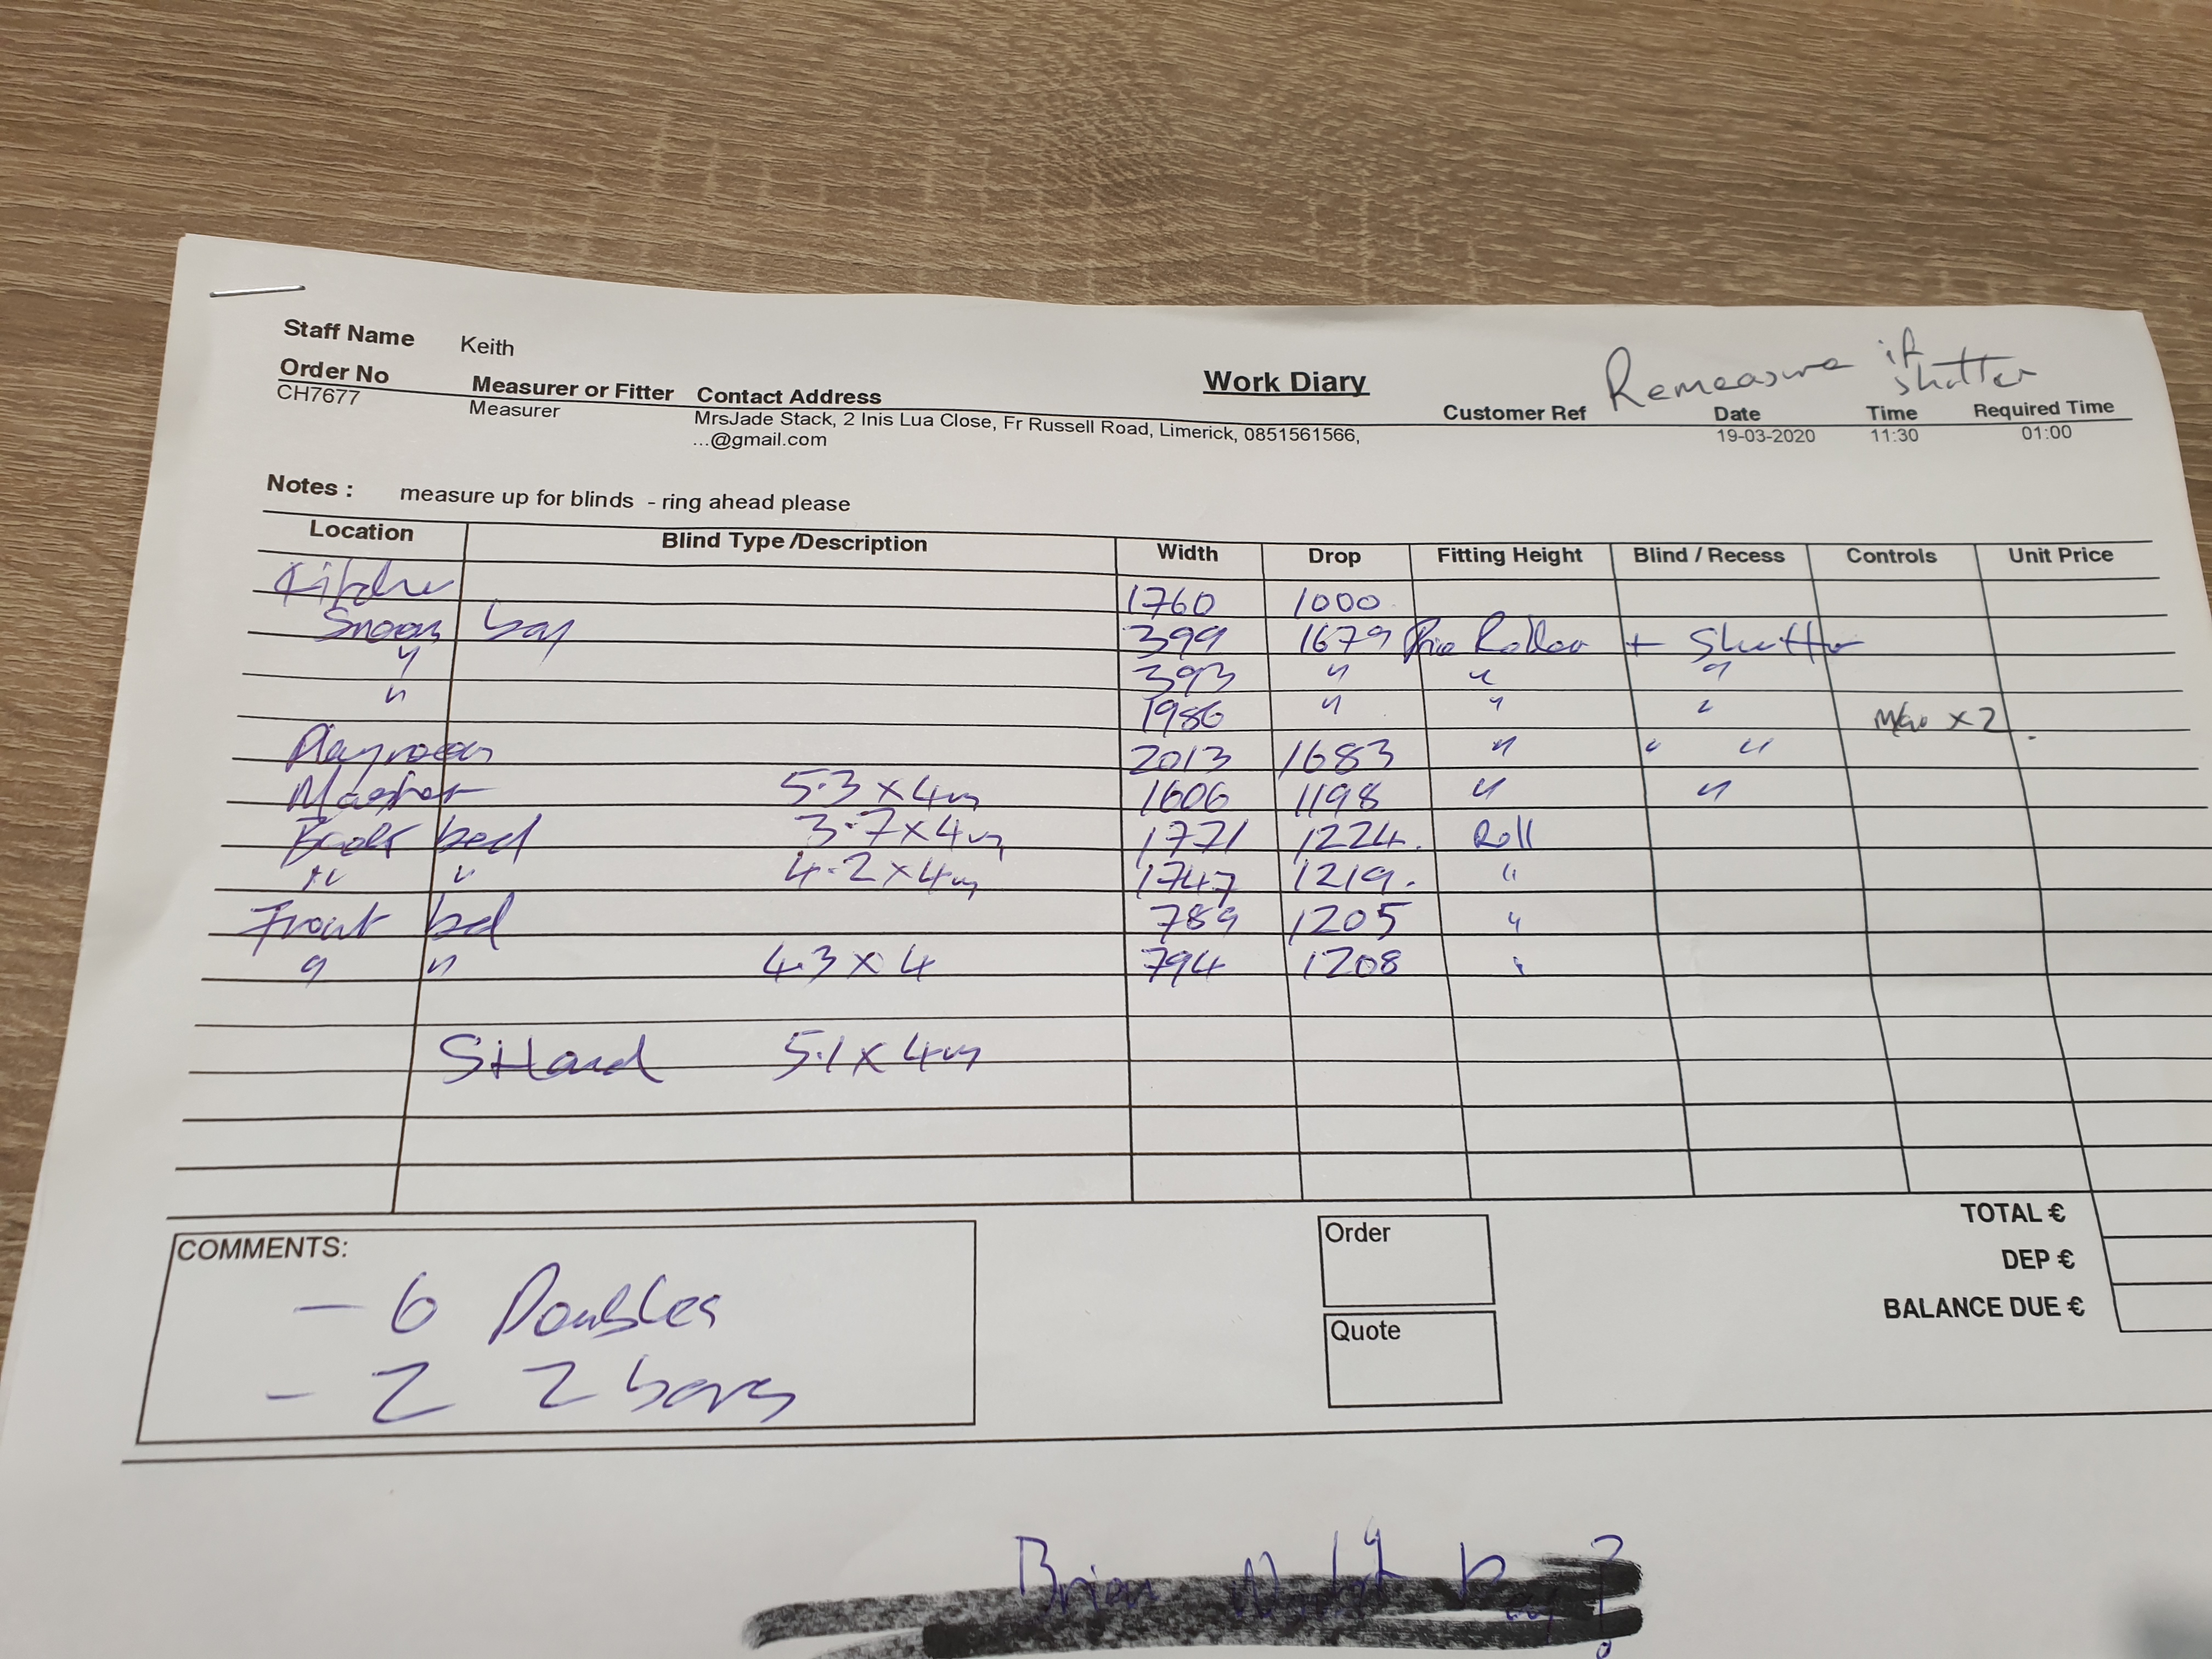 Remeasure if
shutter
Staff Name Keith
Work Diary
Order No Measurer or Fitter Contact Address Customer Ref Date Time Required Time
CH7677 Measurer MrsJade Stack, 2 Inis Lua Close, Fr Russell Road, Limerick, 0851561566, 19-03-2020 11:30 01:00
...@gmail.com
Notes : measure up for blinds - ring ahead please
Location Blind Type /Description Width Drop Fitting Height Blind / Recess Controls Unit Price
Kitchen 1760 1000
bay 399 1679 Roller + Shutter
" 393 " " "
" 1986 " " " x 2
Playroom 2013 1683 " " "
Master 5.3 x 4m 1606 1198 " "
Back bed 3.7 x 4m 1771 1224. Roll
" " 4.2 x 4m 1747 1219. "
Front bed 789 1205 "
" " 4.3 x 4 794 1208 "
5.1 x 4m
COMMENTS:
- 6 Doubles
- 2 2 bays
Order
Quote
TOTAL €
DEP €
BALANCE DUE €
Brian